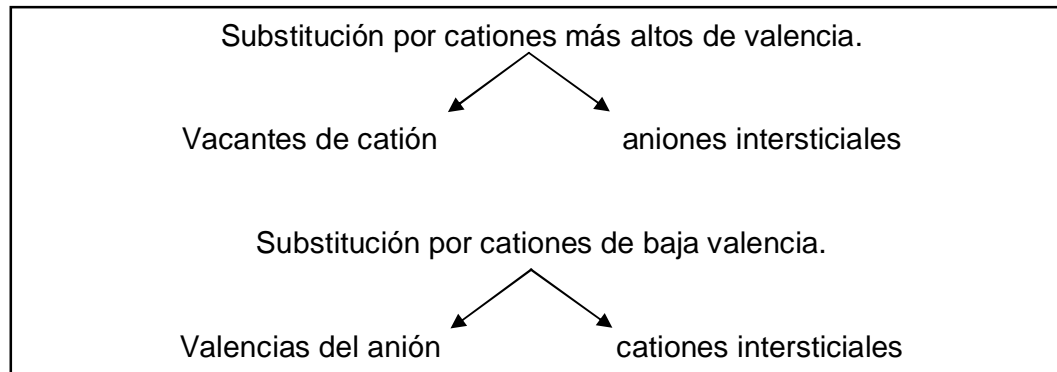 Substitución por cationes más altos de valencia.
Vacantes de catión aniones intersticiales
Substitución por cationes de baja valencia.
Valencias del anión cationes intersticiales